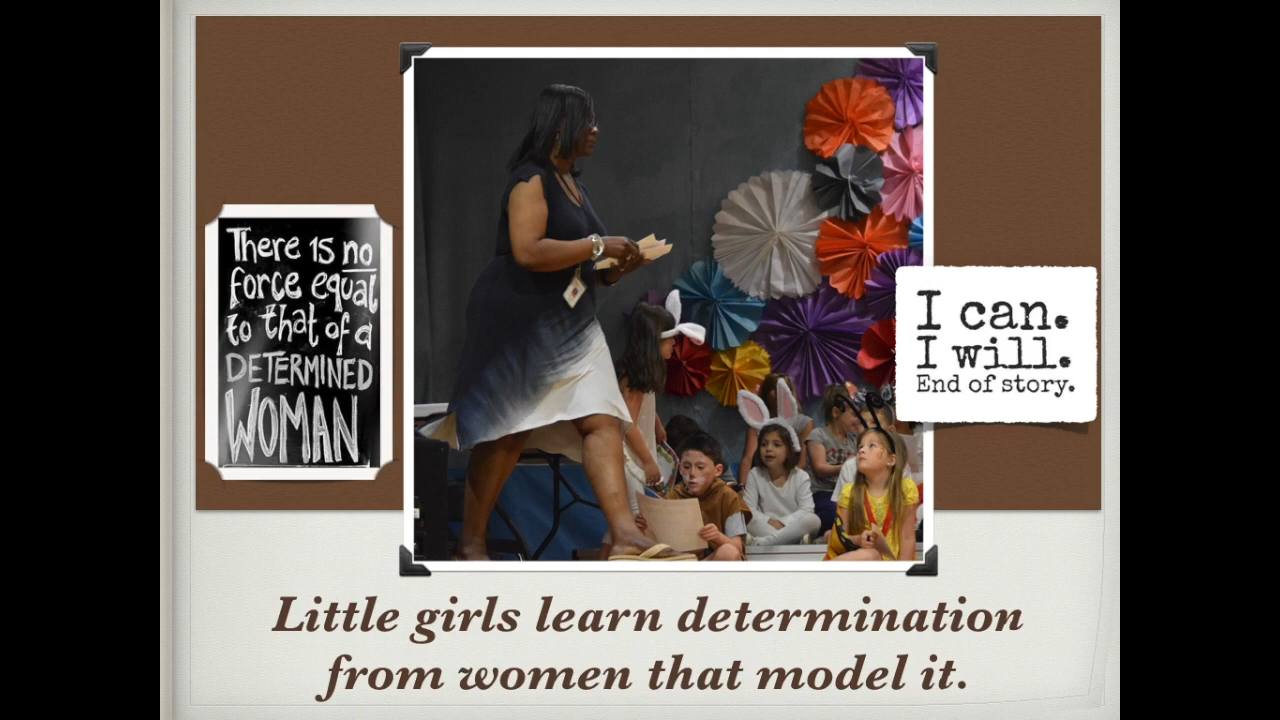 There is no
force equal
to that of a
DETERMINED
WOMAN
I can.
I will.
End of story.
Little girls learn determination
from women that model it.